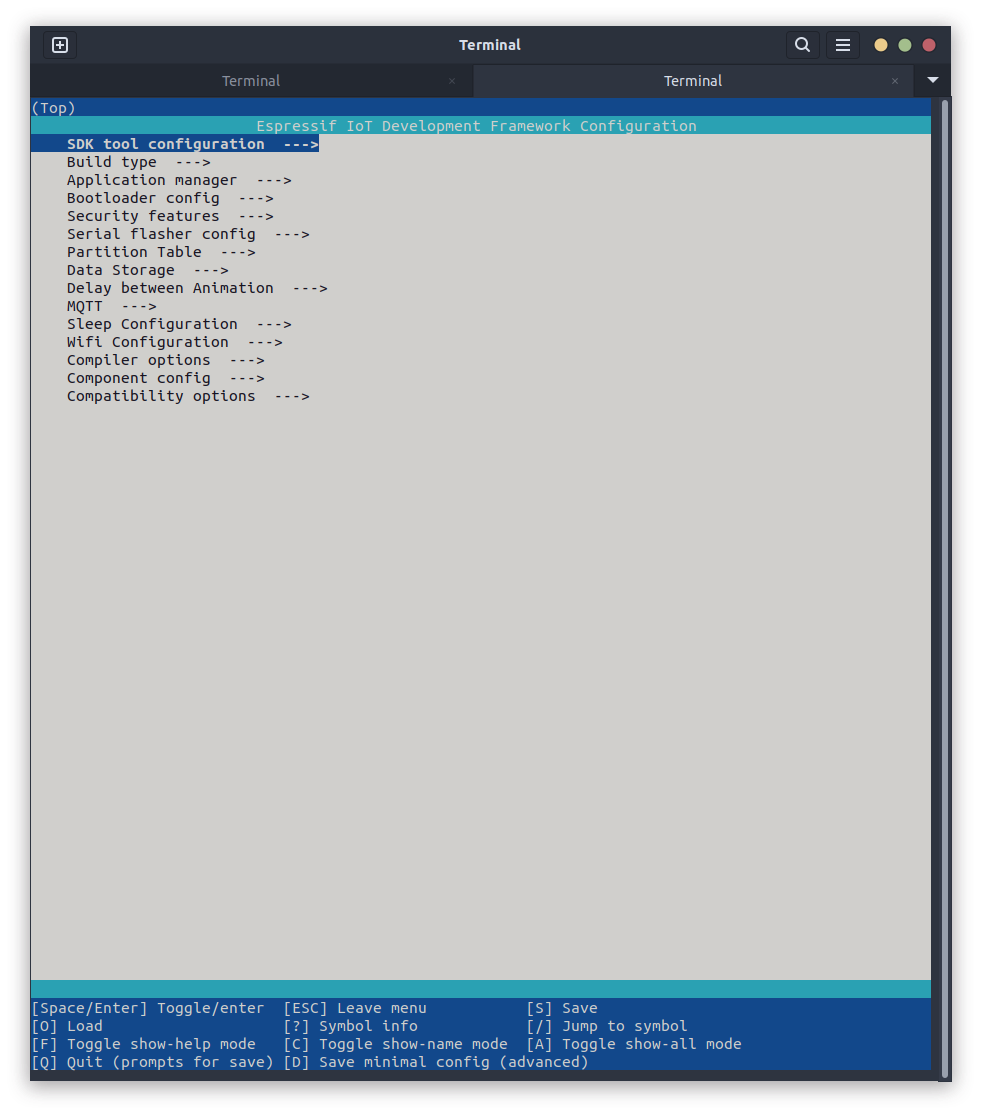 Terminal
Terminal × Terminal ×
(Top)
Espressif IoT Development Framework Configuration
SDK tool configuration  --->
Build type  --->
Application manager  --->
Bootloader config  --->
Security features  --->
Serial flasher config  --->
Partition Table  --->
Data Storage  --->
Delay between Animation  --->
MQTT  --->
Sleep Configuration  --->
Wifi Configuration  --->
Compiler options  --->
Component config  --->
Compatibility options  --->
[Space/Enter] Toggle/enter  [ESC] Leave menu           [S] Save
[O] Load                    [?] Symbol info            [/] Jump to symbol
[F] Toggle show-help mode   [C] Toggle show-name mode  [A] Toggle show-all mode
[Q] Quit (prompts for save) [D] Save minimal config (advanced)